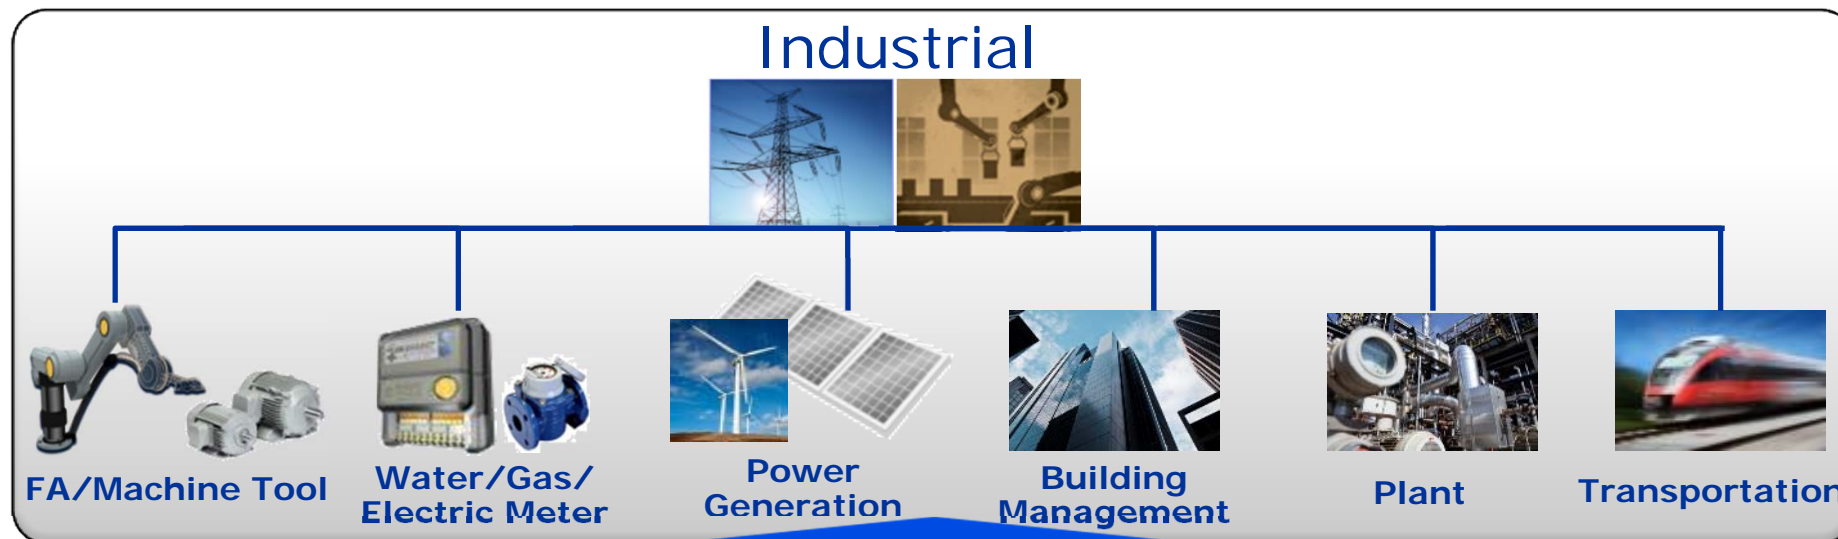 Industrial
FA/Machine Tool
Water/Gas/
Electric Meter
Power
Generation
Building
Management
Plant
Transportation